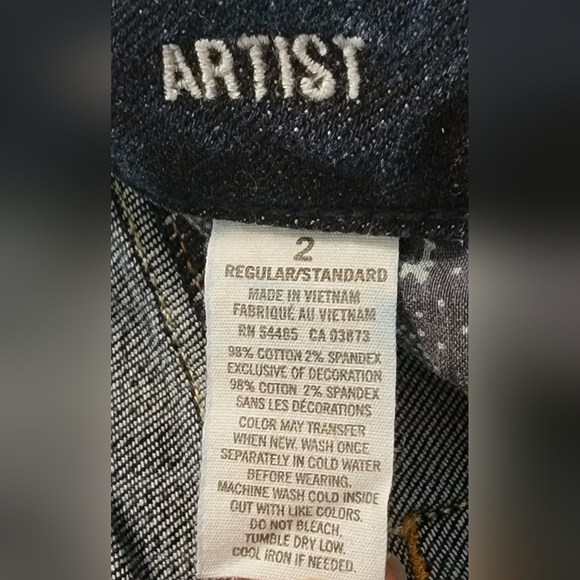 ARTIST
2
REGULAR/STANDARD
MADE IN VIETNAM
FABRIQUÉ AU VIETNAM
RN 54485 CA 03873
98% COTTON 2% SPANDEX
EXCLUSIVE OF DECORATION
98% COTON 2% SPANDEX
SANS LES DÉCORATIONS
COLOR MAY TRANSFER
WHEN NEW. WASH ONCE
SEPARATELY IN COLD WATER
BEFORE WEARING.
MACHINE WASH COLD INSIDE
OUT WITH LIKE COLORS.
DO NOT BLEACH.
TUMBLE DRY LOW.
COOL IRON IF NEEDED.